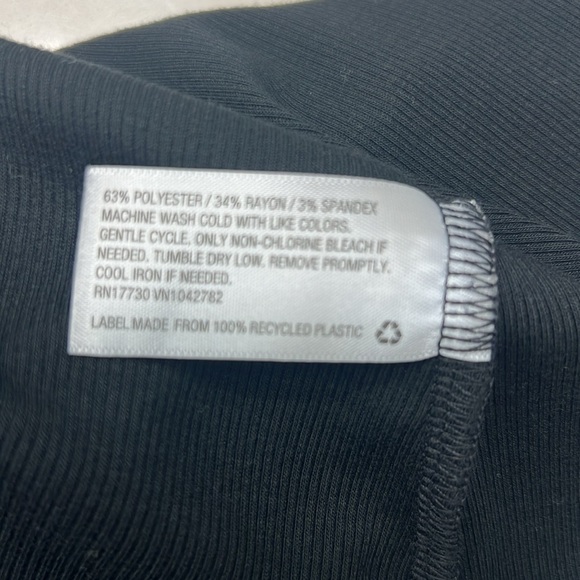 63% POLYESTER / 34% RAYON / 3% SPANDEX
MACHINE WASH COLD WITH LIKE COLORS.
GENTLE CYCLE. ONLY NON-CHLORINE BLEACH IF
NEEDED. TUMBLE DRY LOW. REMOVE PROMPTLY.
COOL IRON IF NEEDED.
RN17730 VN1042782
LABEL MADE FROM 100% RECYCLED PLASTIC